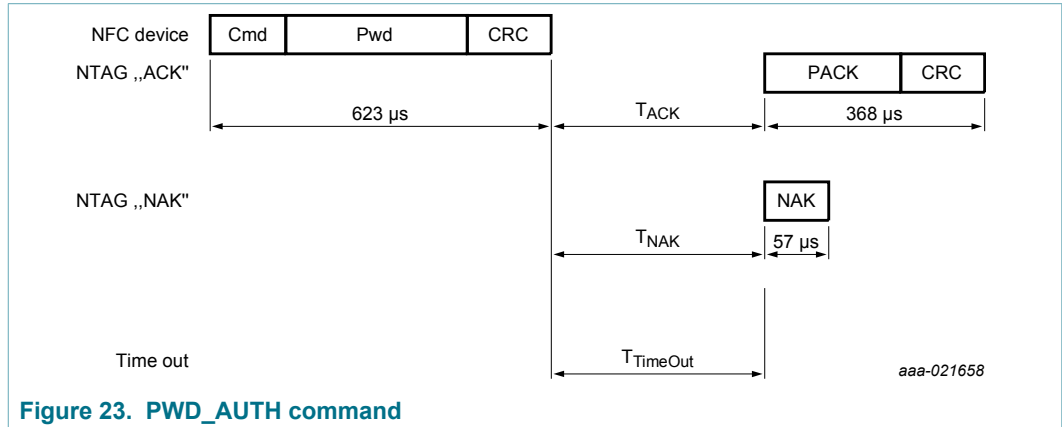 NFC device Cmd Pwd CRC
NTAG ,,ACK" PACK CRC
623 µs TACK 368 µs
NTAG ,,NAK" NAK
TNAK 57 µs
Time out TTimeOut aaa-021658
Figure 23. PWD_AUTH command